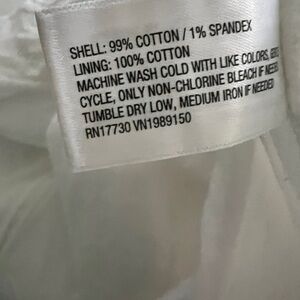 SHELL: 99% COTTON / 1% SPANDEX
LINING: 100% COTTON
MACHINE WASH COLD WITH LIKE COLORS,
CYCLE, ONLY NON-CHLORINE BLEACH IF
TUMBLE DRY LOW, MEDIUM IRON IF NEEDED
RN17730 VN1989150